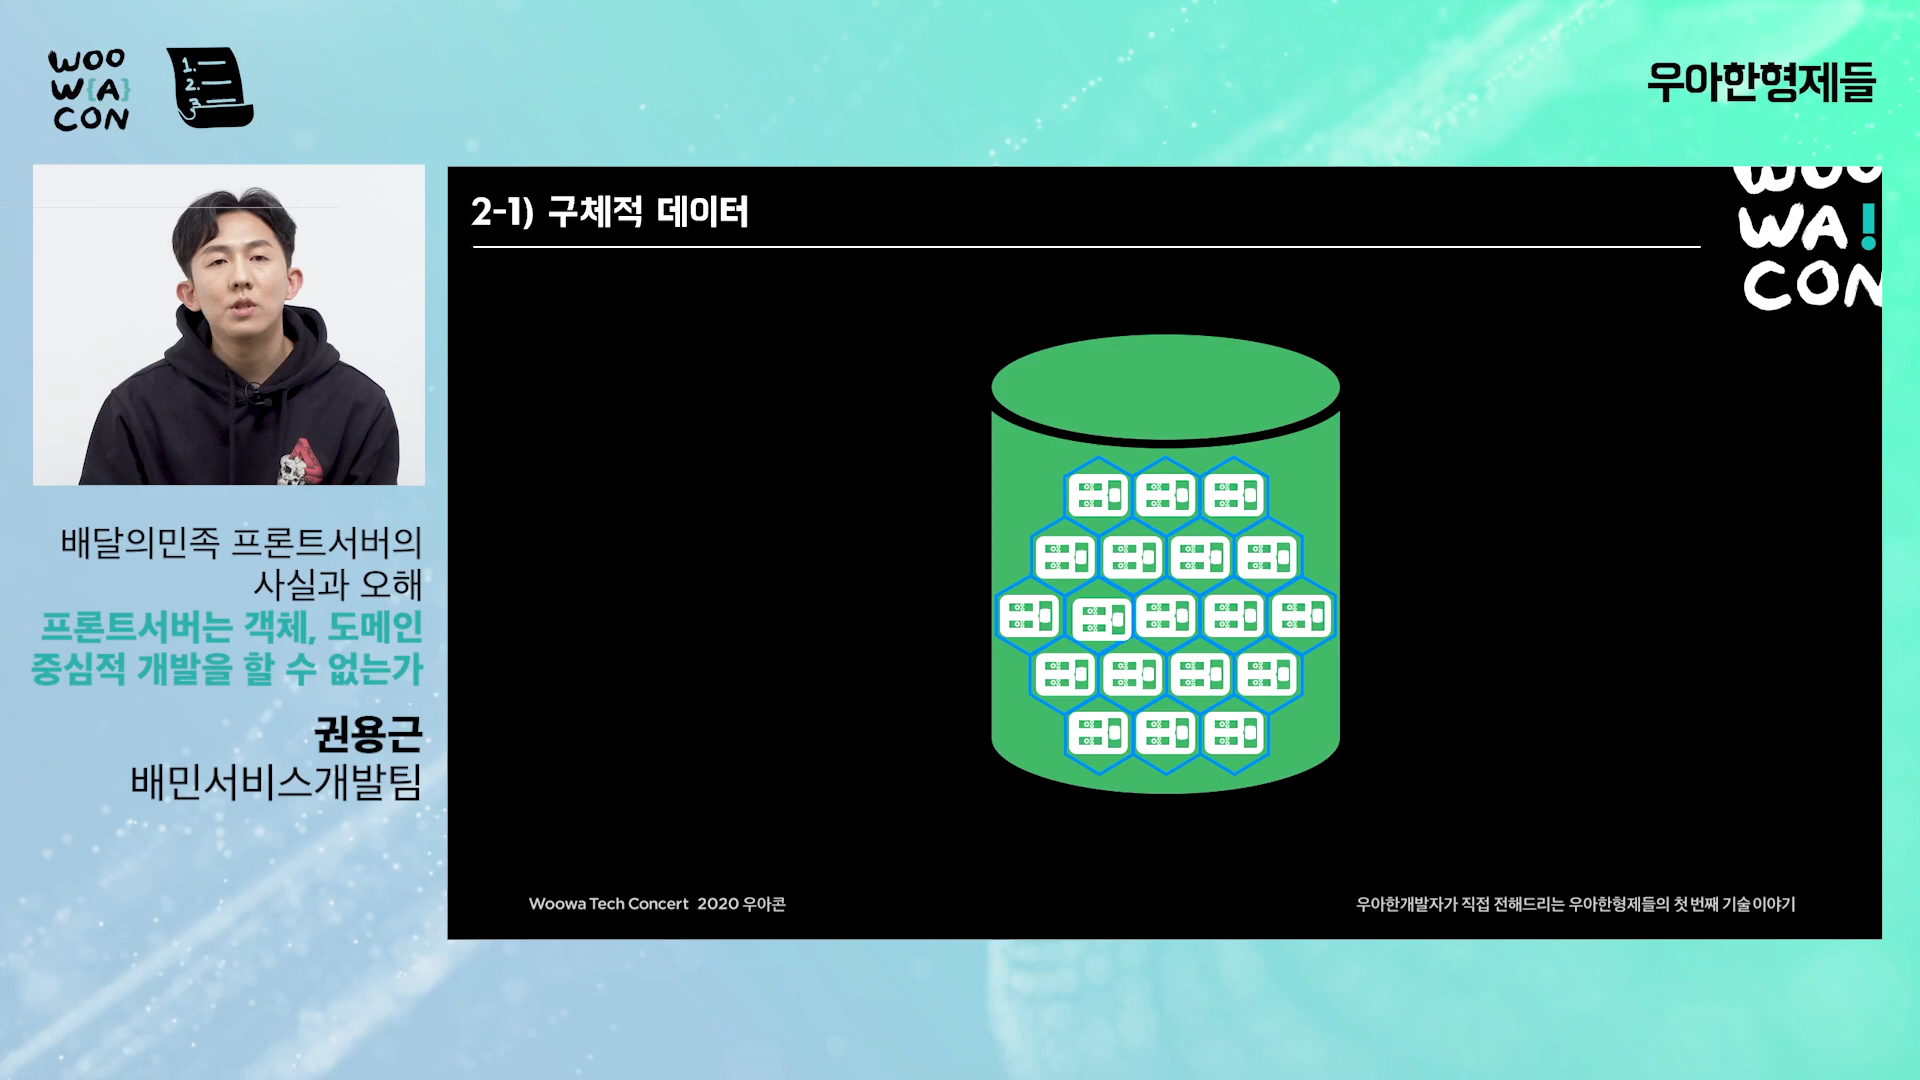 WOO
W{A}
CON
1.
2.
3.
우아한형제들
배달의민족 프론트서버의
사실과 오해
프론트서버는 객체, 도메인
중심적 개발을 할 수 없는가
권용근
배민서비스개발팀
2-1) 구체적 데이터
WOO
WA!
CON
Woowa Tech Concert 2020 우아콘
우아한개발자가 직접 전해드리는 우아한형제들의 첫 번째 기술 이야기